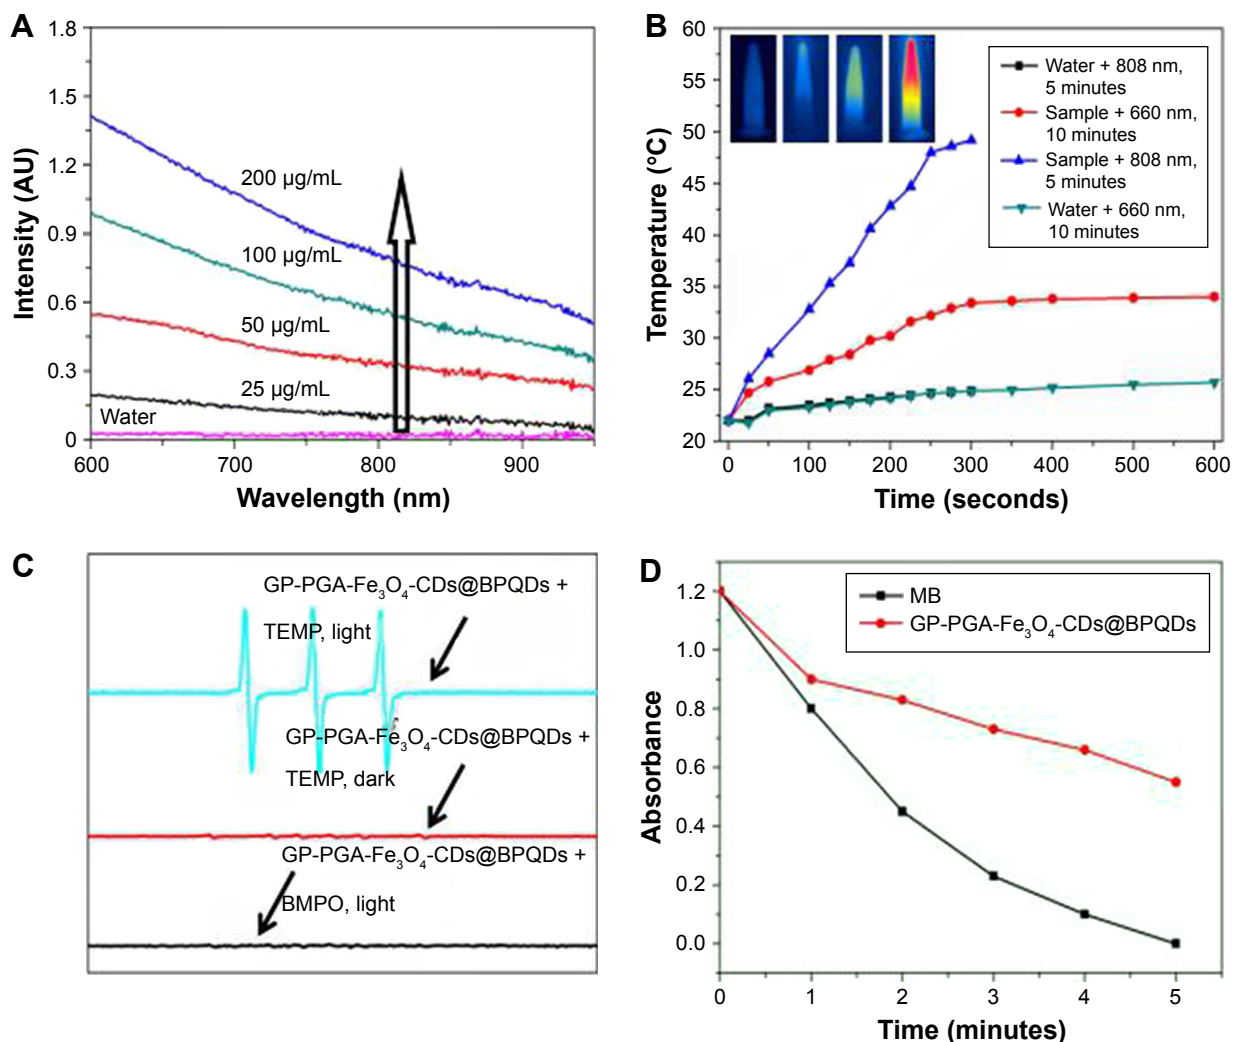 A
1.8
1.5
1.2
0.9
0.6
0.3
0
Intensity (AU)
200 µg/mL
100 µg/mL
50 µg/mL
25 µg/mL
Water
600
700
800
900
Wavelength (nm)
B
60
55
50
45
40
35
30
25
20
Temperature (°C)
Water + 808 nm,
5 minutes
Sample + 660 nm,
10 minutes
Sample + 808 nm,
5 minutes
Water + 660 nm,
10 minutes
0
100
200
300
400
500
600
Time (seconds)
C
GP-PGA-Fe₃O₄-CDs@BPQDs +
TEMP, light
GP-PGA-Fe₃O₄-CDs@BPQDs +
TEMP, dark
GP-PGA-Fe₃O₄-CDs@BPQDs +
BMPO, light
D
1.2
1.0
0.8
0.6
0.4
0.2
0.0
Absorbance
MB
GP-PGA-Fe₃O₄-CDs@BPQDs
0
1
2
3
4
5
Time (minutes)